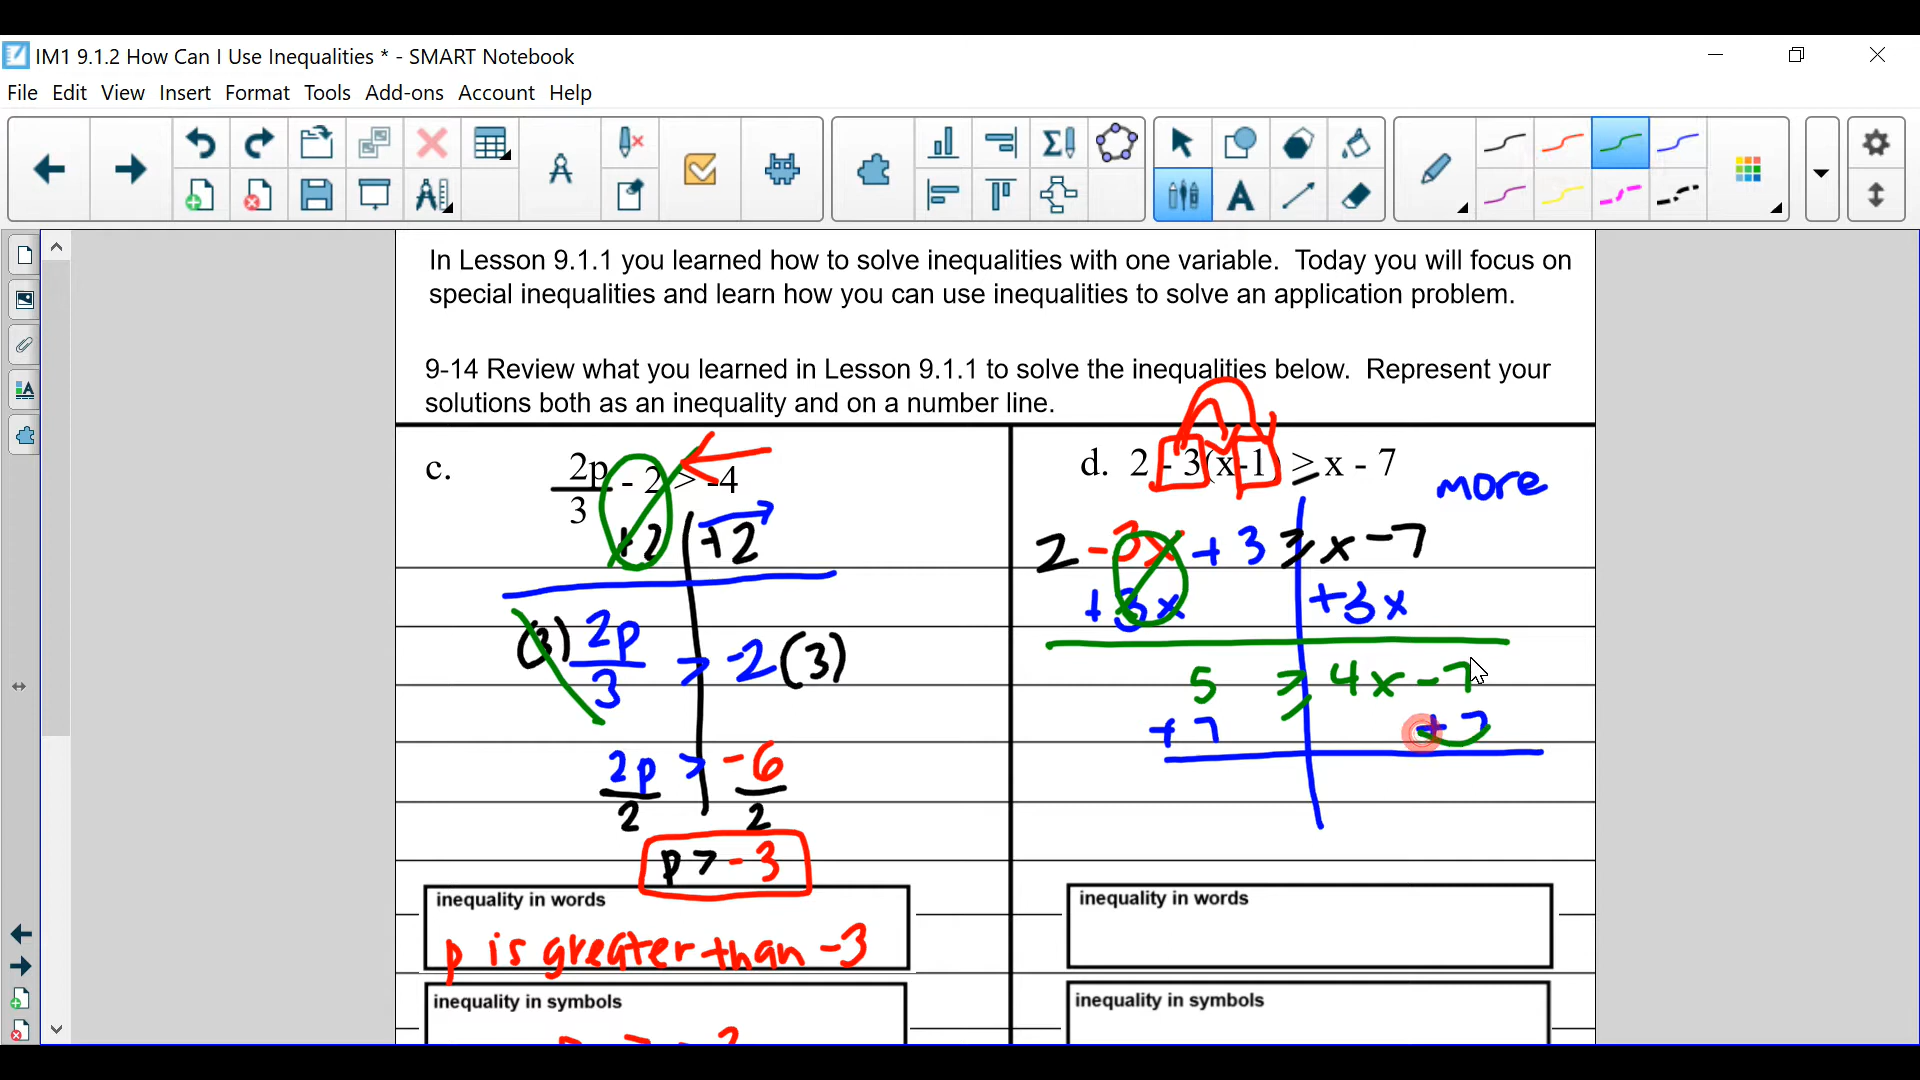 IM1 9.1.2 How Can I Use Inequalities * - SMART Notebook
File Edit View Insert Format Tools Add-ons Account Help
In Lesson 9.1.1 you learned how to solve inequalities with one variable. Today you will focus on
special inequalities and learn how you can use inequalities to solve an application problem.
9-14 Review what you learned in Lesson 9.1.1 to solve the inequalities below. Represent your
solutions both as an inequality and on a number line.
c. 2p/3 - 2 > -4
+2 +2
(3) 2p/3 > -2 (3)
2p/2 > -6/2
p > -3
inequality in words
p is greater than -3
inequality in symbols
d. 2 - 3(x-1) ≥ x - 7
more
2 -3x + 3 ≥ x -7
+3x +3x
5 ≥ 4x -7
+7 +7
inequality in words
inequality in symbols